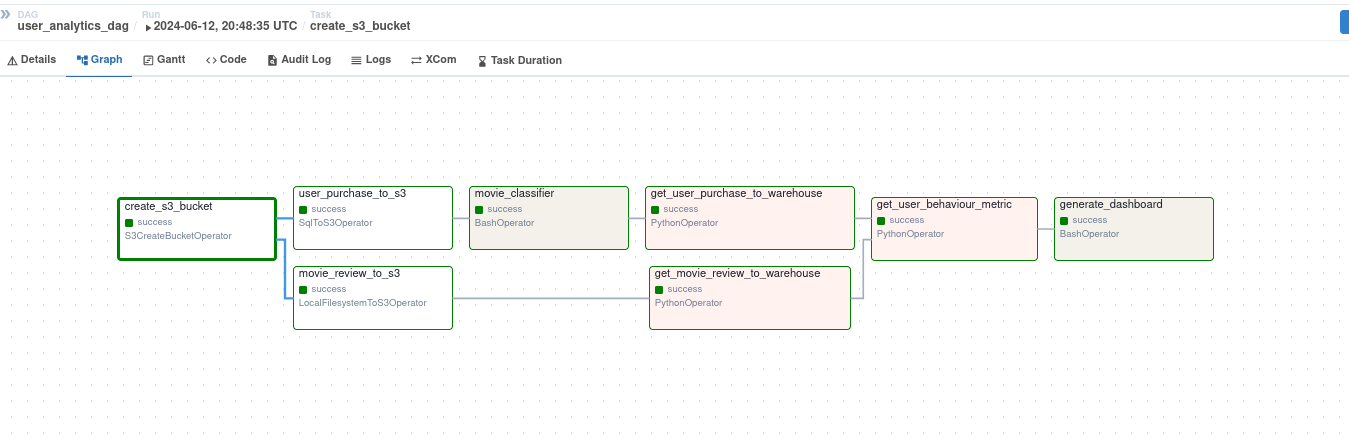 DAG
Run
Task
user_analytics_dag / 2024-06-12, 20:48:35 UTC / create_s3_bucket
Details
Graph
Gantt
Code
Audit Log
Logs
XCom
Task Duration
create_s3_bucket
success
S3CreateBucketOperator
user_purchase_to_s3
success
SqlToS3Operator
movie_classifier
success
BashOperator
get_user_purchase_to_warehouse
success
PythonOperator
get_user_behaviour_metric
success
PythonOperator
generate_dashboard
success
BashOperator
movie_review_to_s3
success
LocalFilesystemToS3Operator
get_movie_review_to_warehouse
success
PythonOperator